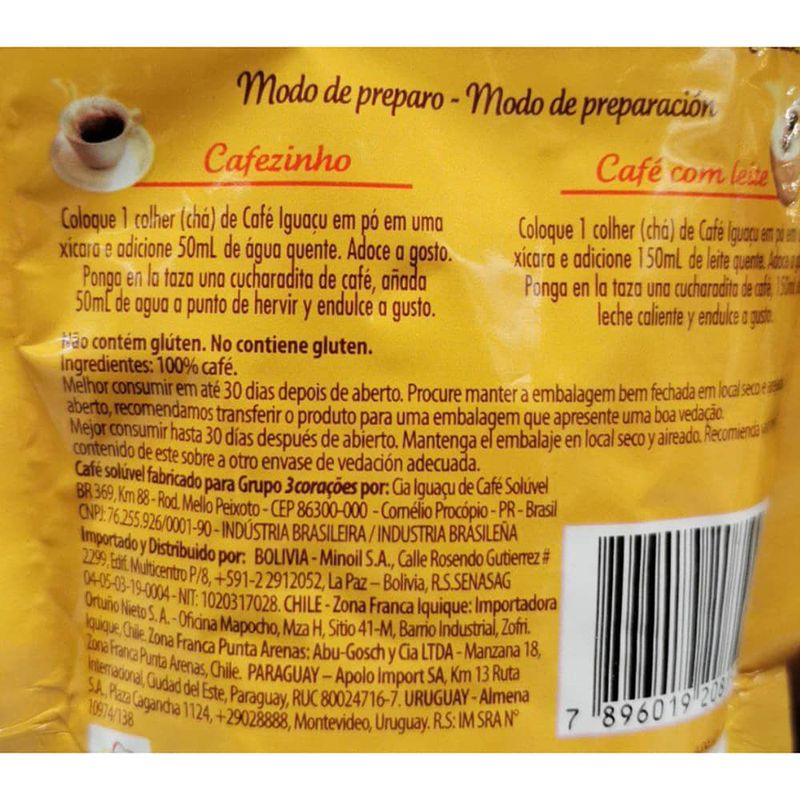 Modo de preparo - Modo de preparación
Cafezinho
Coloque 1 colher (chá) de Café Iguaçu em pó em uma
xícara e adicione 50mL de água quente. Adoce a gosto.
Ponga en la taza una cucharadita de café, añada
50mL de agua a punto de hervir y endulce a gusto.
Café com leite
Coloque 1 colher (chá) de Café Iguaçu em pó em
xícara e adicione 150mL de leite quente. Adoce a
Ponga en la taza una cucharadita de café, 150mL
leche caliente y endulce a gusto.
Não contém glúten. No contiene gluten.
Ingredientes: 100% café.
Melhor consumir em até 30 dias depois de aberto. Procure manter a embalagem bem fechada em local seco e
aberto, recomendamos transferir o produto para uma embalagem que apresente uma boa vedação.
Mejor consumir hasta 30 días después de abierto. Mantenga el embalaje en local seco y aireado.
contenido de este sobre a otro envase de vedación adecuada.
Café solúvel fabricado para Grupo 3corações por: Cia Iguaçu de Café Solúvel
BR 369, Km 88 - Rod. Mello Peixoto - CEP 86300-000 - Cornélio Procópio - PR - Brasil
CNPJ: 76.255.926/0001-90 - INDÚSTRIA BRASILEIRA / INDUSTRIA BRASILEÑA
Importado y Distribuido por: BOLIVIA - Minoil S.A., Calle Rosendo Gutierrez #
2299, Edif. Multicentro P/8, +591-2 2912052, La Paz – Bolivia, R.S.SENASAG
04-05-03-19-0004 - NIT: 1020317028. CHILE - Zona Franca Iquique: Importadora
Ortuño Nieto S.A. - Oficina Mapocho, Mza H, Sitio 41-M, Barrio Industrial, Zofri.
Iquique, Chile. Zona Franca Punta Arenas: Abu-Gosch y Cia LTDA - Manzana 18,
Zona Franca Punta Arenas, Chile. PARAGUAY – Apolo Import SA, Km 13 Ruta
Internacional, Ciudad del Este, Paraguay, RUC 80024716-7. URUGUAY - Almena
S.A., Plaza Cagancha 1124, +29028888, Montevideo, Uruguay. R.S: IM SRA N°
10974/138
7 896019 208